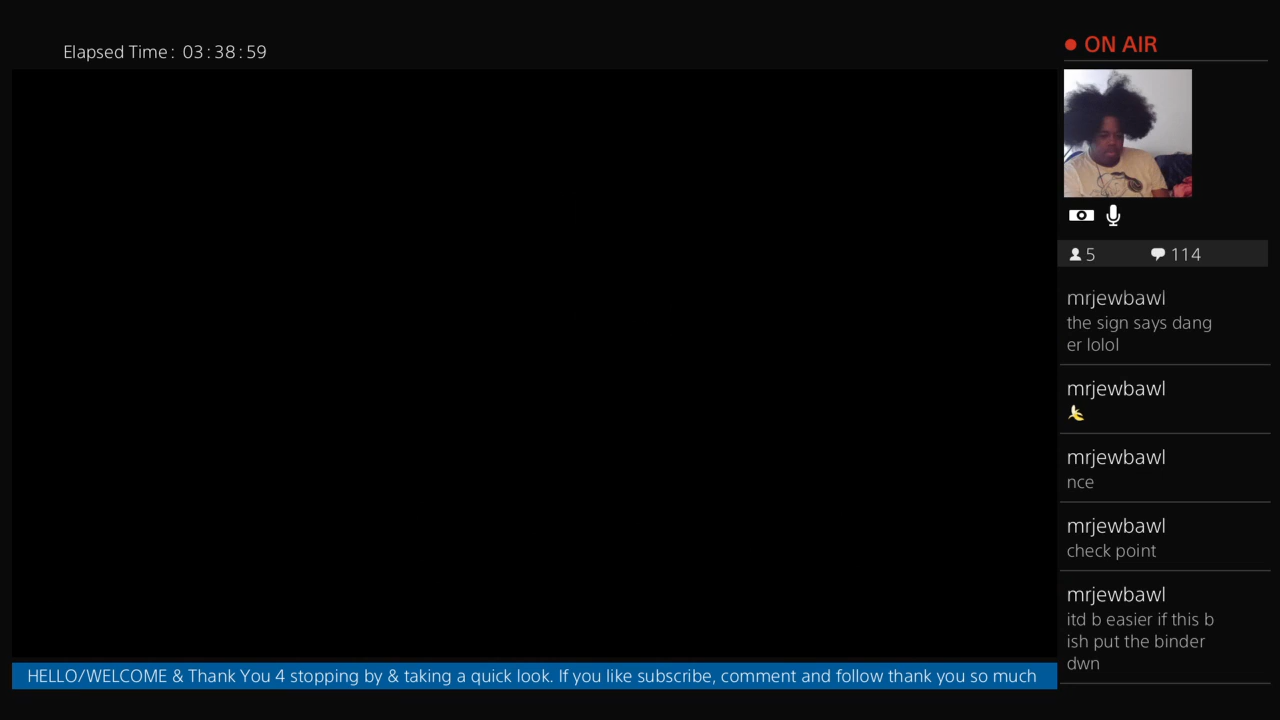 Elapsed Time: 03:38:59
ON AIR
5 114
mrjewbawl
the sign says dang
er lolol
mrjewbawl
mrjewbawl
nce
mrjewbawl
check point
mrjewbawl
itd b easier if this b
ish put the binder
dwn
HELLO/WELCOME & Thank You 4 stopping by & taking a quick look. If you like subscribe, comment and follow thank you so much